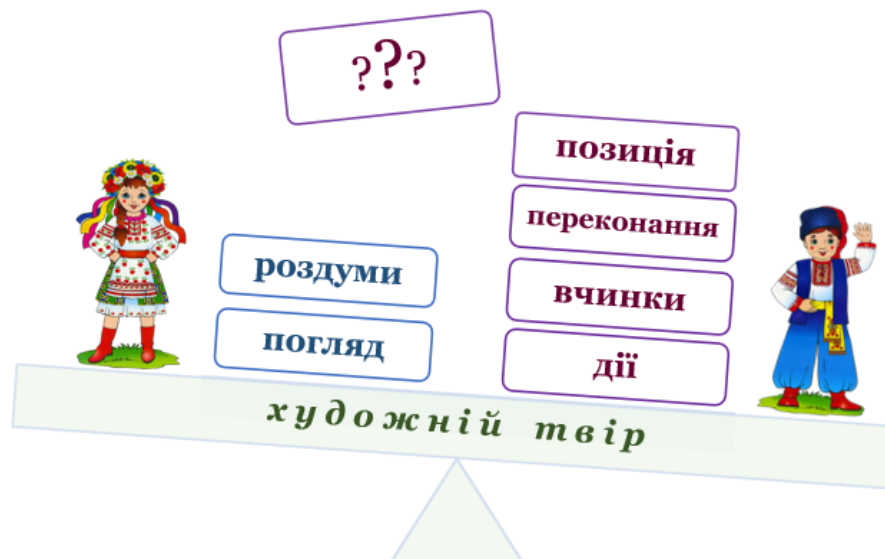 ???
позиція
переконання
роздуми
вчинки
погляд
дії
художній твір